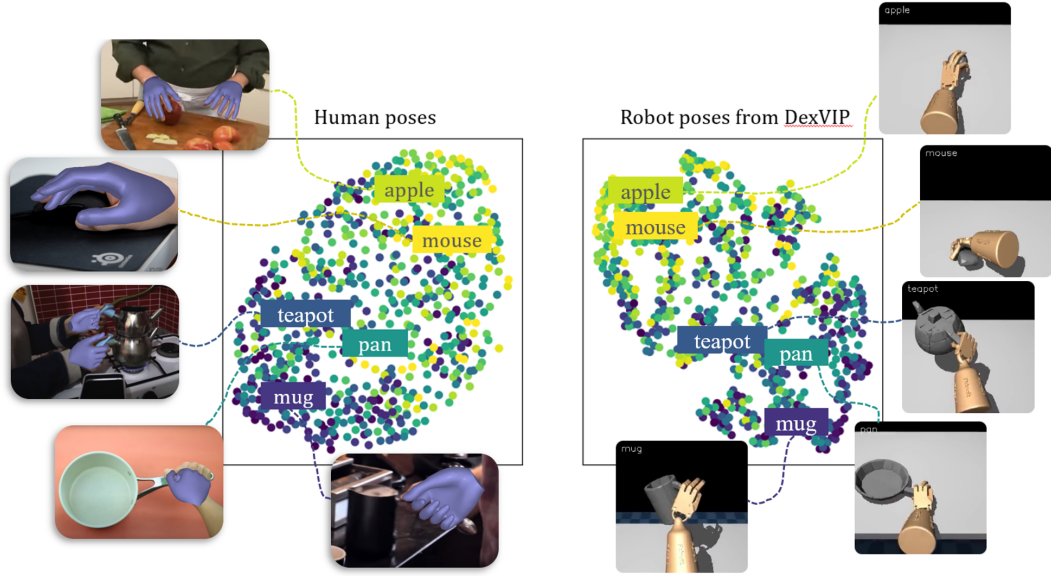 Human poses
apple
mouse
teapot
pan
mug
Robot poses from DexVIP
apple
mouse
teapot
pan
mug
apple
mouse
teapot
pan
mug